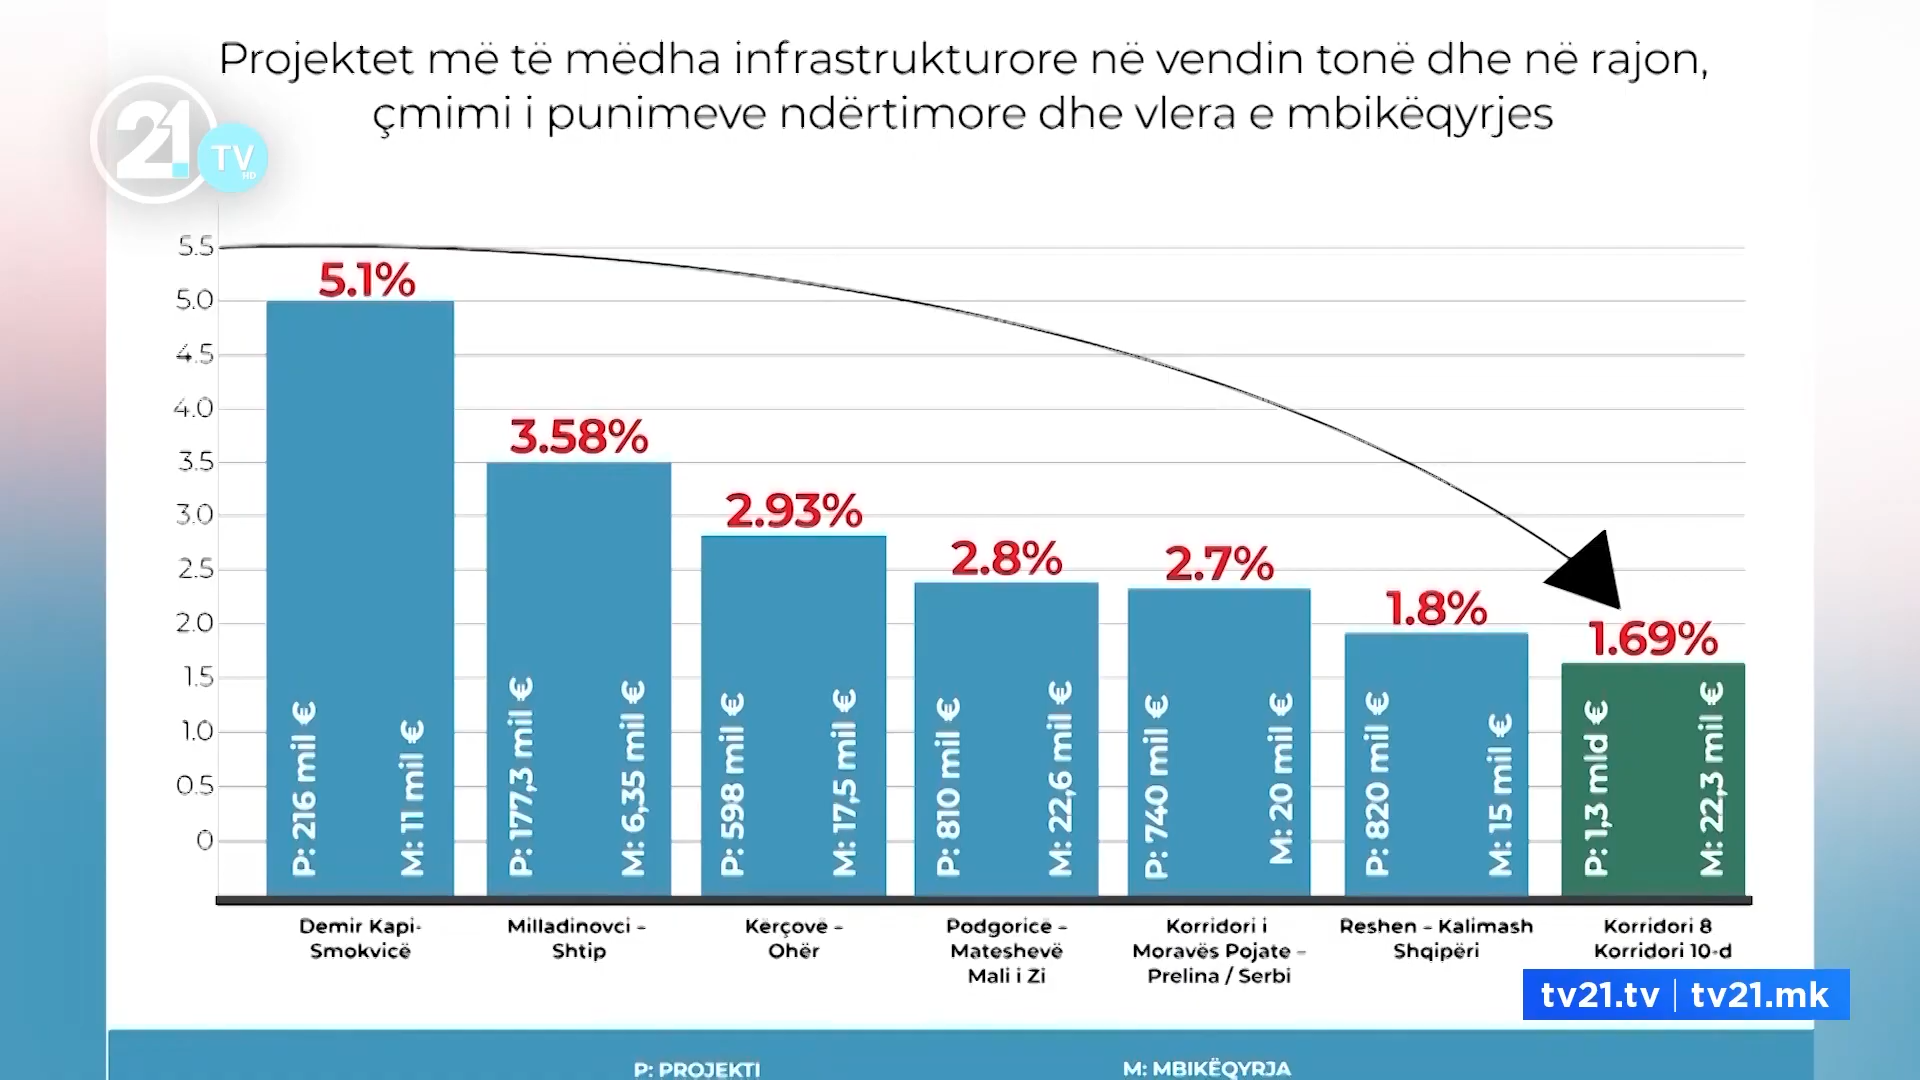 Projektet më të mëdha infrastrukturore në vendin tonë dhe në rajon,
çmimi i punimeve ndërtimore dhe vlera e mbikëqyrjes
21
TV
HD
5.5
5.0
4.5
4.0
3.5
3.0
2.5
2.0
1.5
1.0
0.5
0
5.1%
3.58%
2.93%
2.8%
2.7%
1.8%
1.69%
P: 216 mil €
M: 11 mil €
P: 177,3 mil €
M: 6,35 mil €
P: 598 mil €
M: 17,5 mil €
P: 810 mil €
M: 22,6 mil €
P: 740 mil €
M: 20 mil €
P: 820 mil €
M: 15 mil €
P: 1,3 mld €
M: 22,3 mil €
Demir Kapi-
Smokvicë
Milladinovci –
Shtip
Kërçovë –
Ohër
Podgoricë –
Mateshevë
Mali i Zi
Korridori i
Moravës Pojate –
Prelina / Serbi
Reshen – Kalimash
Shqipëri
Korridori 8
Korridori 10-d
tv21.tv | tv21.mk
P: PROJEKTI
M: MBIKËQYRJA